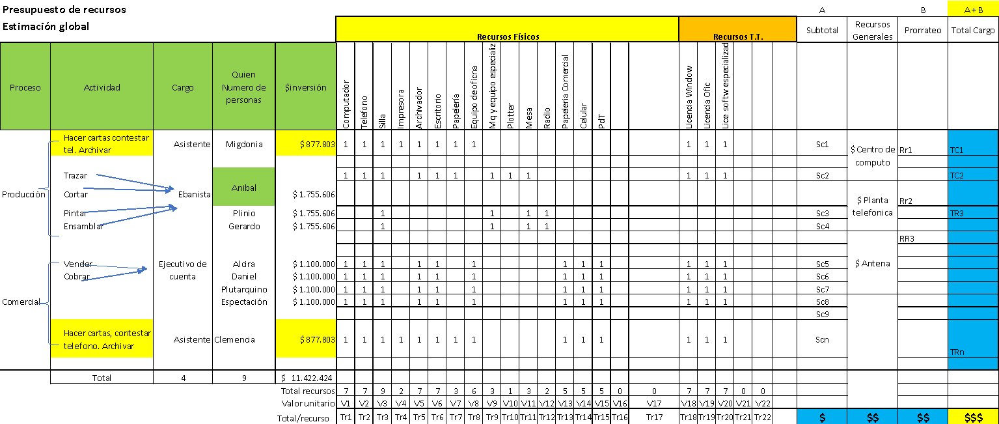 Presupuesto de recursos A B A + B
Estimación global Recursos Físicos Recursos T.T. Subtotal Recursos Generales Prorrateo Total Cargo
Proceso Actividad Cargo Quien Numero de personas $inversión Computador Telefono Silla Impresora Archivador Escritorio Papelería Equipo de oficna Mq y equipo especializ Plotter Mesa Radio Papeleria Comercial Celular PdT Licencia Window Licencia Ofic Lice softw especializad
Hacer cartas contestar
tel. Archivar Asistente Migdonia $ 877.803 1 1 1 1 1 1 1 1 1 1 1 Sc1 $ Centro de computo Rr1 TC1
Trazar Anibal 1 1 1 1 1 1 1 1 1 1 1 1 Sc2 TC2
Producción Cortar Ebanista $ 1.755.606 $ Planta telefonica Rr2
Pintar Plinio $ 1.755.606 1 1 1 1 Sc3 TR3
Ensamblar Gerardo $ 1.755.606 1 1 1 1 Sc4
RR3
Vender Ejecutivo de cuenta Alcira $ 1.100.000 1 1 1 1 1 1 1 1 1 1 1 1 Sc5 $ Antena
Cobrar Daniel $ 1.100.000 1 1 1 1 1 1 1 1 1 1 1 1 Sc6
Plutarquino $ 1.100.000 1 1 1 1 1 1 1 1 1 1 1 1 Sc7
Comercial Espectación $ 1.100.000 1 1 1 1 1 1 1 1 1 1 1 1 Sc8
Sc9
Hacer cartas, contestar
telefono. Archivar Asistente Clemencia $ 877.803 1 1 1 1 1 1 1 1 1 1 1 1 1 1 Scn
TRn
Total 4 9 $ 11.422.424
Total recursos 7 7 9 2 7 7 3 6 3 1 3 2 5 5 5 0 0 7 7 7 0 0
Valor unitario V1 V2 V3 V4 V5 V6 V7 V8 V9 V10 V11 V12 V13 V14 V15 V16 V17 V18 V19 V20 V21 V22
Total/recurso Tr1 Tr2 Tr3 Tr4 Tr5 Tr6 Tr7 Tr8 Tr9 Tr10 Tr11 Tr12 Tr13 Tr14 Tr15 Tr16 Tr17 Tr18 Tr19 Tr20 Tr21 Tr22 $ $$ $$ $$$